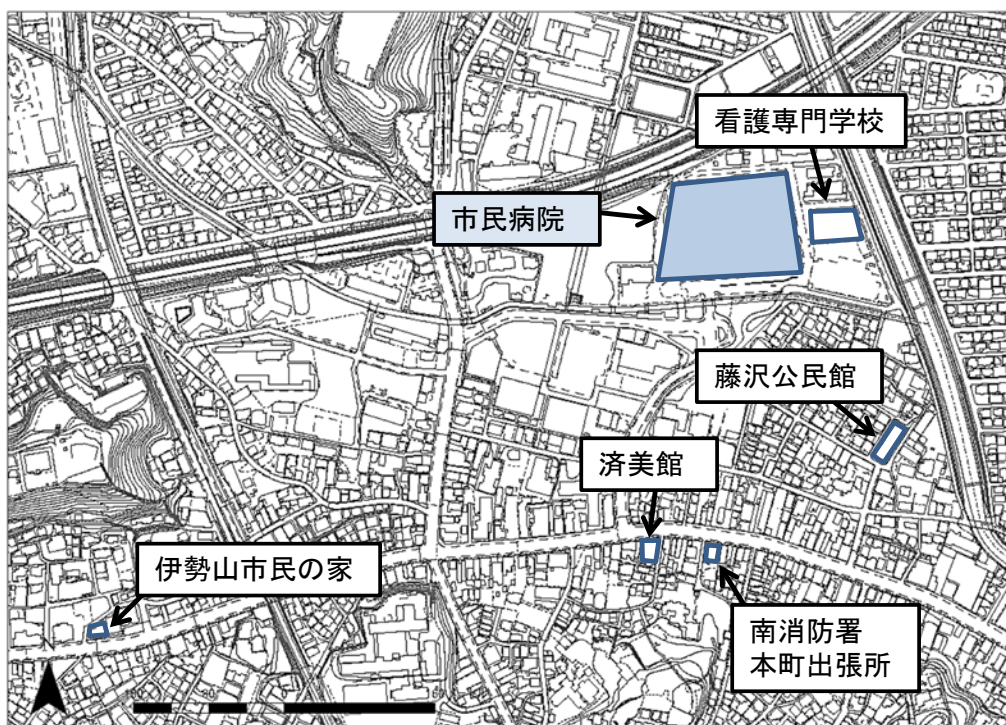 看護専門学校
市民病院
藤沢公民館
済美館
伊勢山市民の家
南消防署
本町出張所